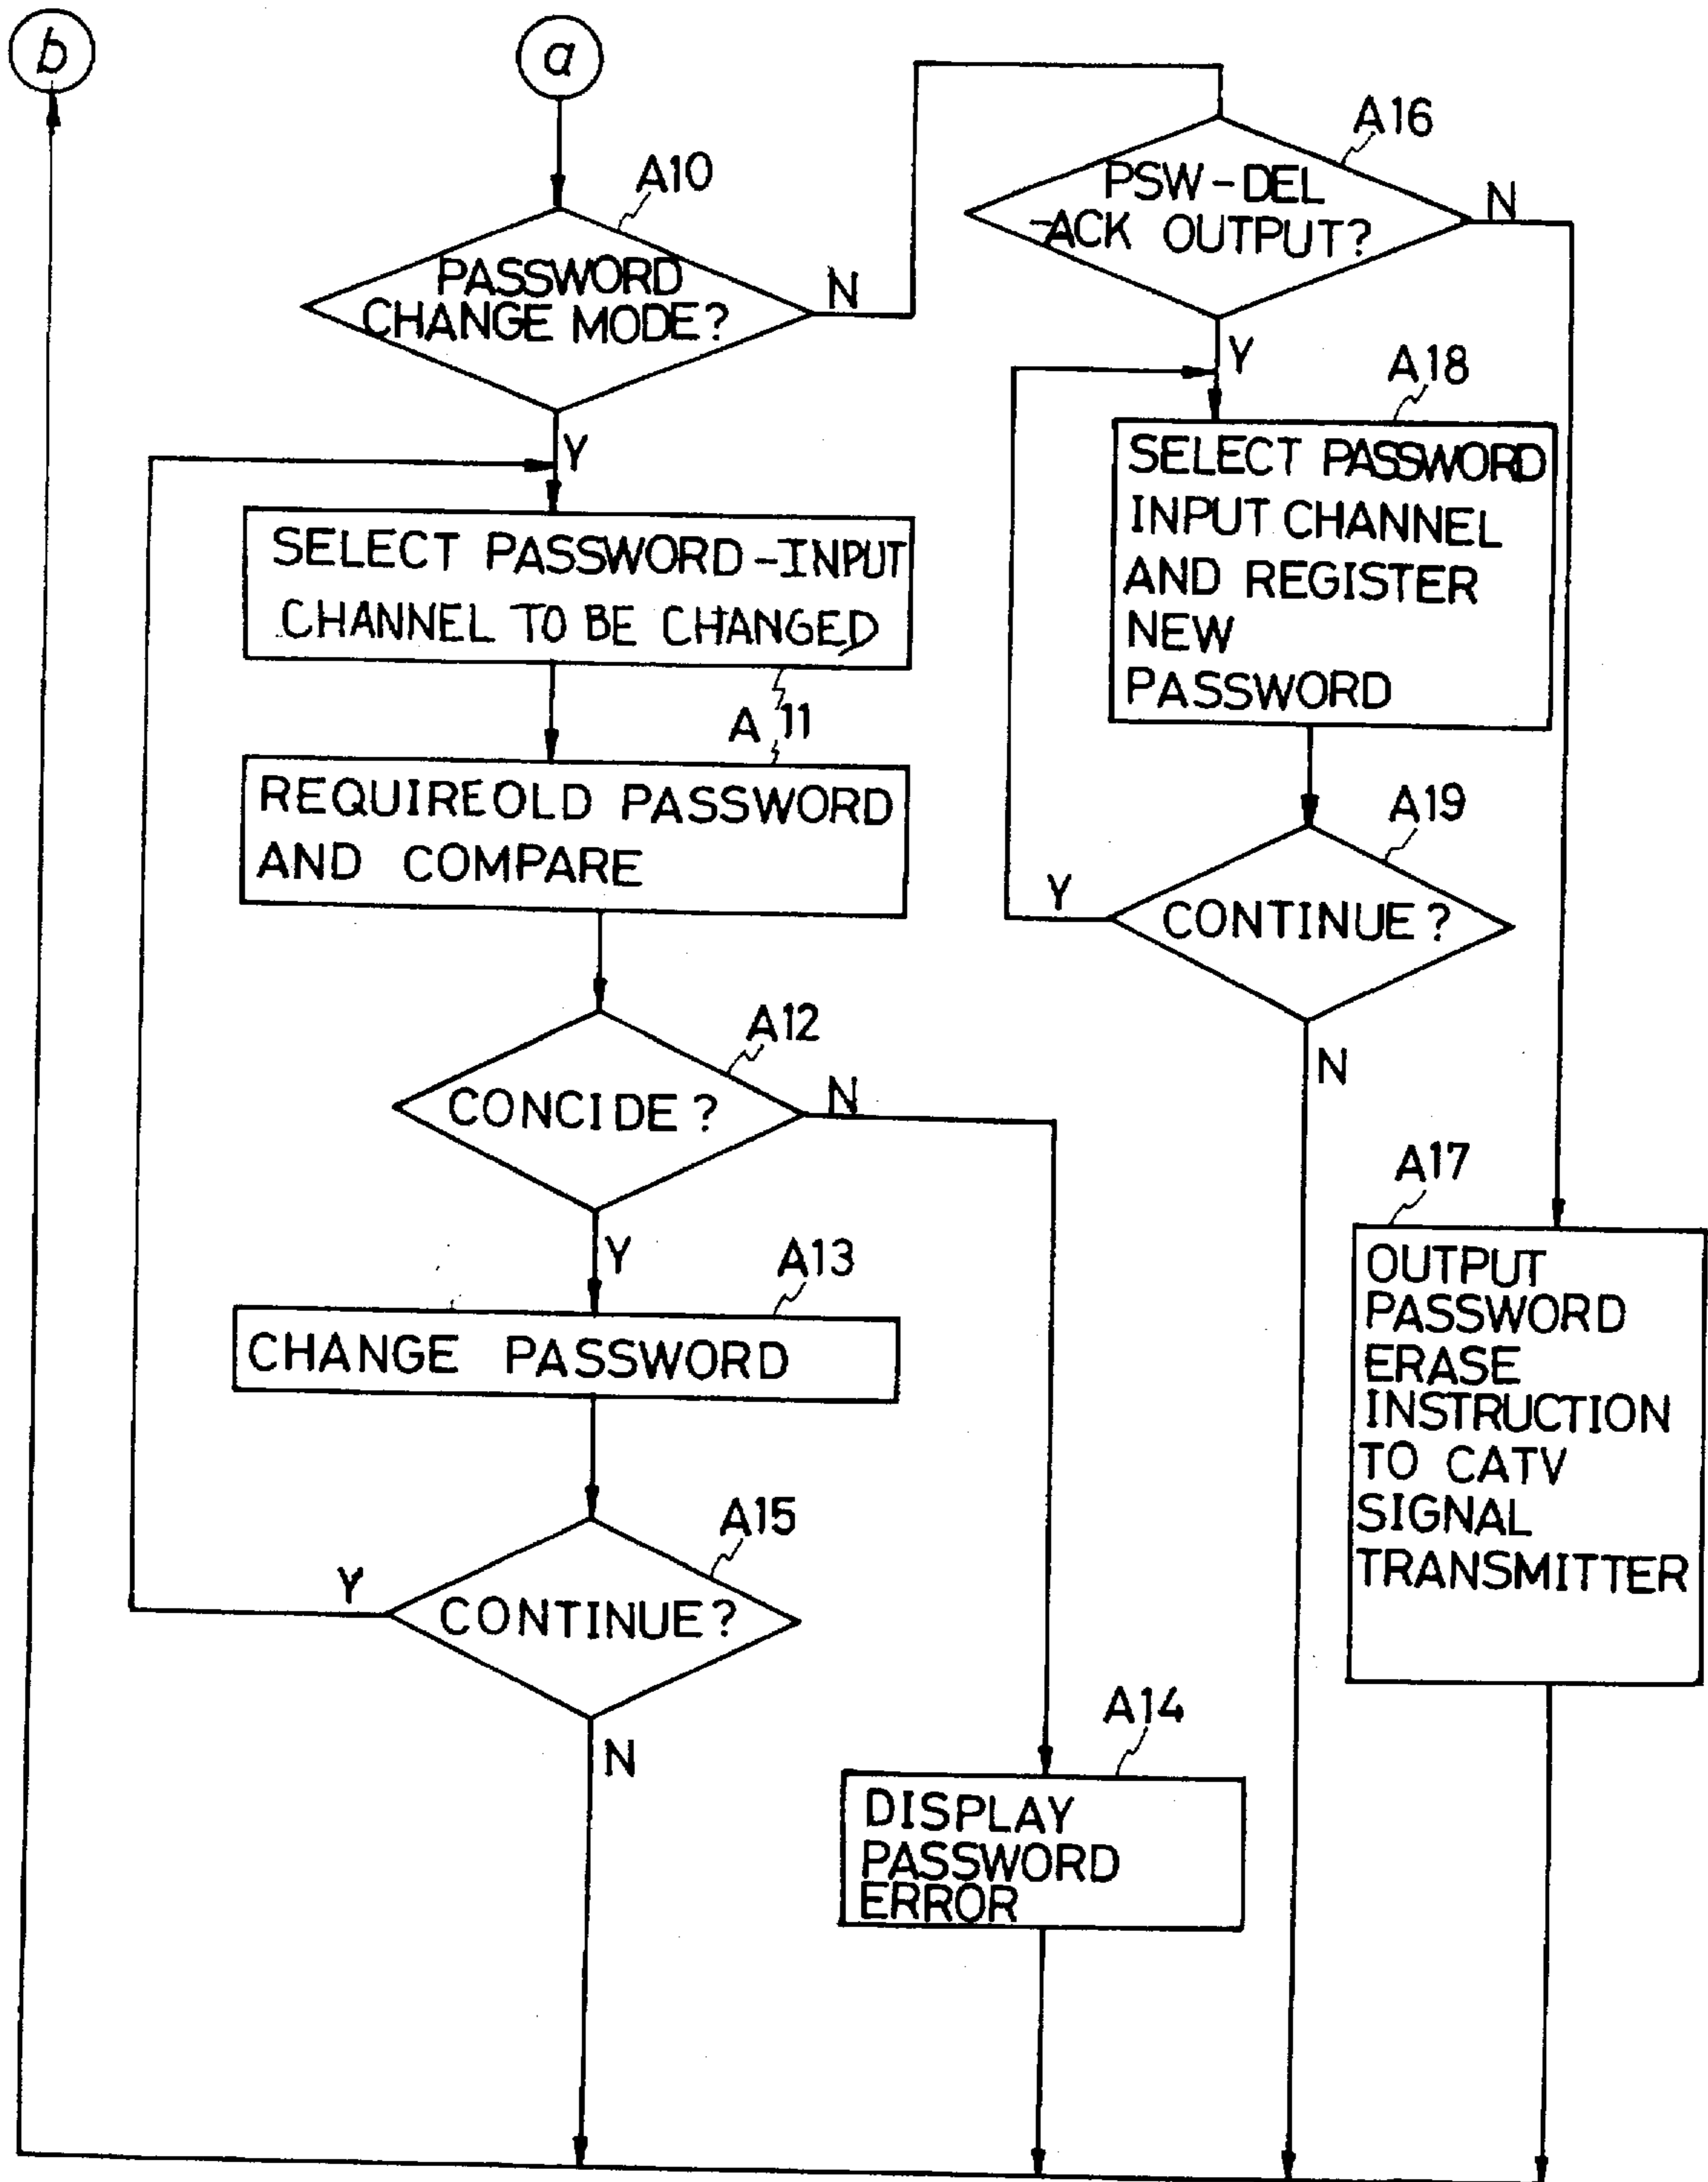 b
a
A10
PASSWORD
CHANGE MODE?
N
Y
SELECT PASSWORD-INPUT
CHANNEL TO BE CHANGED
A 11
REQUIREOLD PASSWORD
AND COMPARE
A12
CONCIDE?
N
Y
A13
CHANGE PASSWORD
A15
CONTINUE?
Y
N
A14
DISPLAY
PASSWORD
ERROR
A16
PSW-DEL
-ACK OUTPUT?
N
Y
A18
SELECT PASSWORD
INPUT CHANNEL
AND REGISTER
NEW
PASSWORD
A19
CONTINUE?
Y
N
A17
OUTPUT
PASSWORD
ERASE
INSTRUCTION
TO CATV
SIGNAL
TRANSMITTER